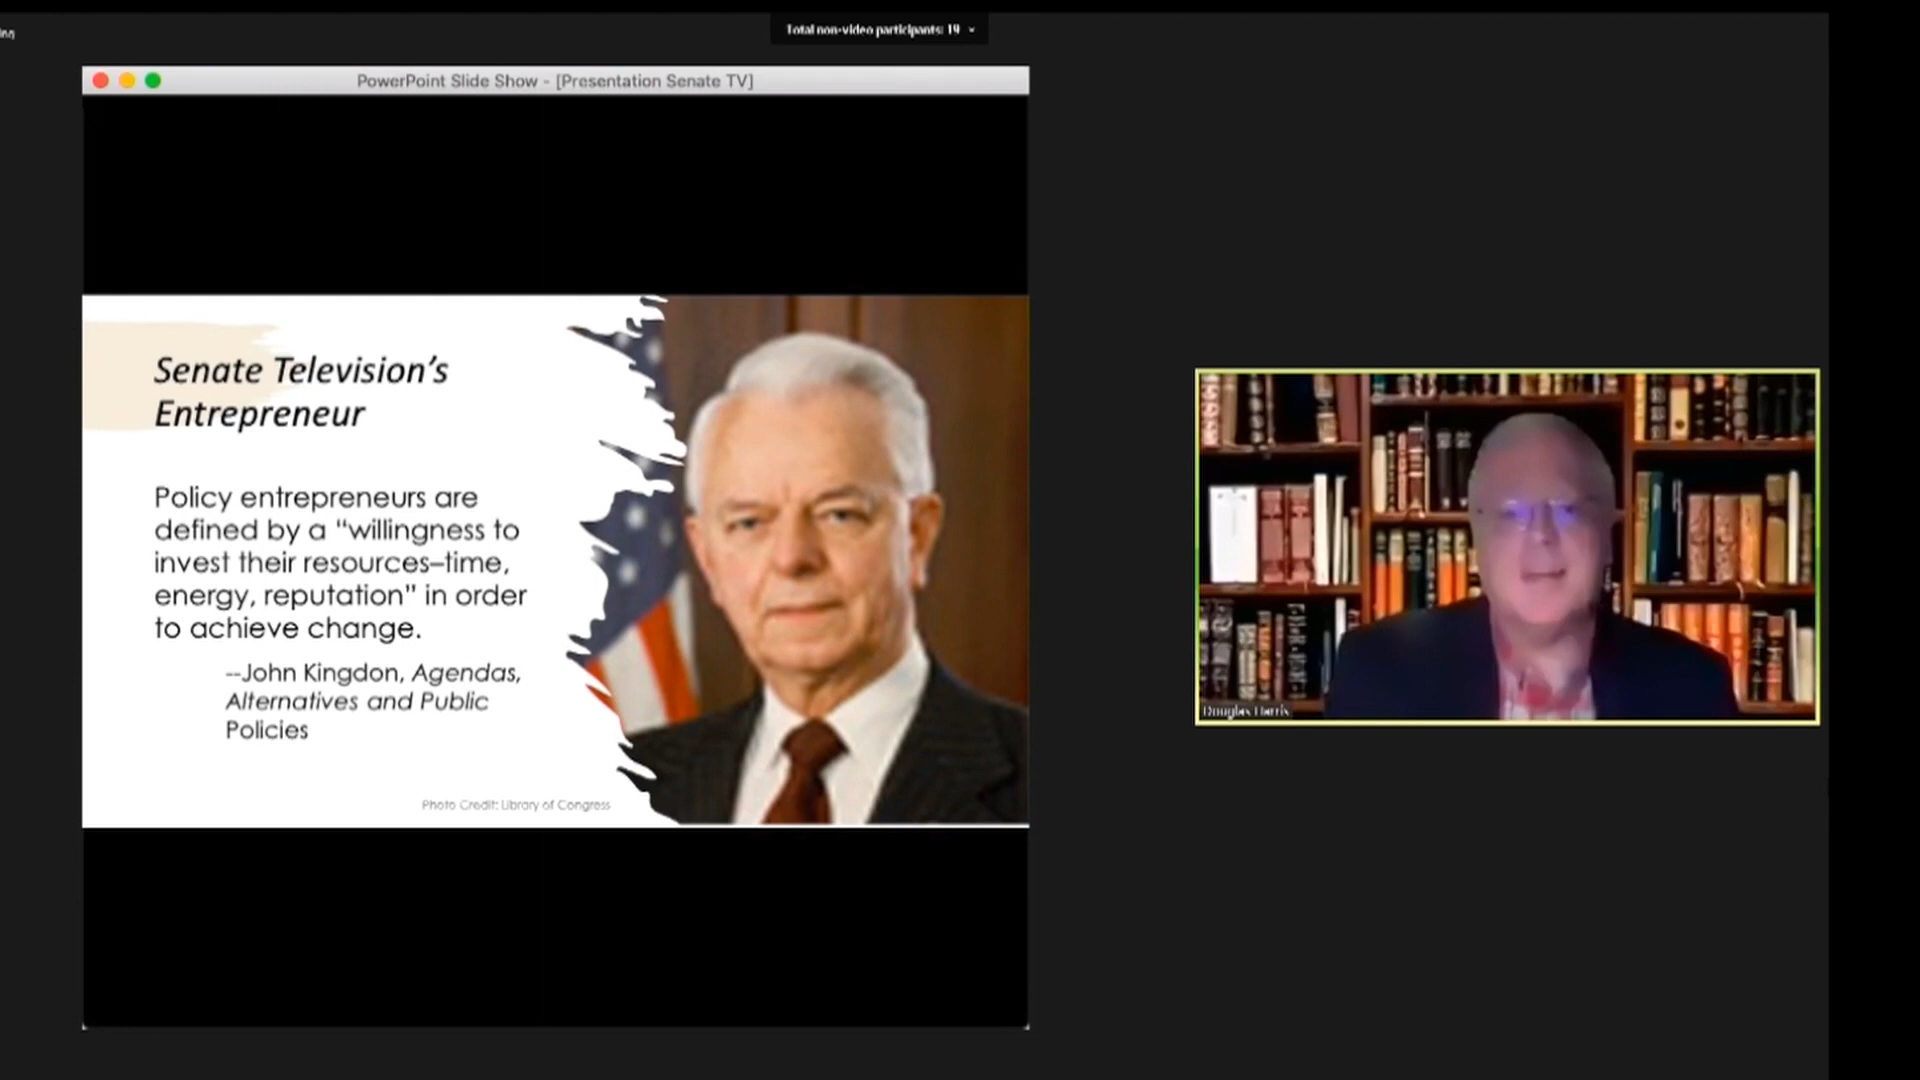 Total non-video participants: 19
PowerPoint Slide Show - [Presentation Senate TV]
Senate Television's
Entrepreneur
Policy entrepreneurs are
defined by a “willingness to
invest their resources–time,
energy, reputation” in order
to achieve change.
--John Kingdon, Agendas,
Alternatives and Public
Policies
Photo Credit: Library of Congress
Douglas Harris